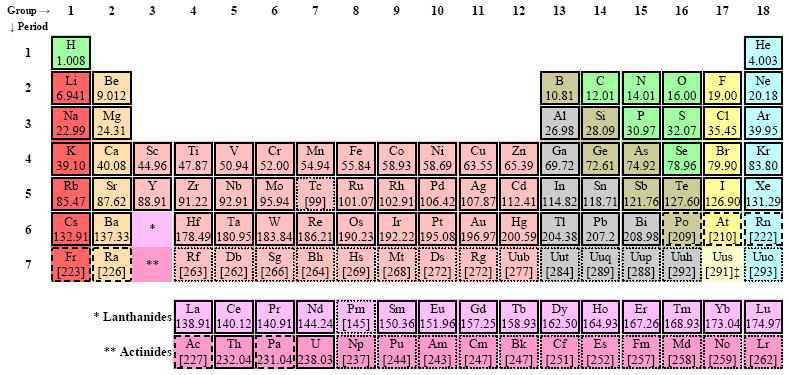 Group → 1 2 3 4 5 6 7 8 9 10 11 12 13 14 15 16 17 18
↓ Period
1 H He
1.008 4.003
2 Li Be B C N O F Ne
6.941 9.012 10.81 12.01 14.01 16.00 19.00 20.18
3 Na Mg Al Si P S Cl Ar
22.99 24.31 26.98 28.09 30.97 32.07 35.45 39.95
4 K Ca Sc Ti V Cr Mn Fe Co Ni Cu Zn Ga Ge As Se Br Kr
39.10 40.08 44.96 47.87 50.94 52.00 54.94 55.84 58.93 58.69 63.55 65.39 69.72 72.61 74.92 78.96 79.90 83.80
5 Rb Sr Y Zr Nb Mo Tc Ru Rh Pd Ag Cd In Sn Sb Te I Xe
85.47 87.62 88.91 91.22 92.91 95.94 [99] 101.07 102.91 106.42 107.87 112.41 114.82 118.71 121.76 127.60 126.90 131.29
6 Cs Ba * Hf Ta W Re Os Ir Pt Au Hg Tl Pb Bi Po At Rn
132.91 137.33 178.49 180.95 183.84 186.21 190.23 192.22 195.08 196.97 200.59 204.38 207.2 208.98 [209] [210] [222]
7 Fr Ra ** Rf Db Sg Bh Hs Mt Ds Rg Uub Uut Uuq Uup Uuh Uus Uuo
[223] [226] [263] [262] [266] [264] [269] [268] [272] [272] [277] [284] [289] [288] [292] [291]‡ [293]
* Lanthanides La Ce Pr Nd Pm Sm Eu Gd Tb Dy Ho Er Tm Yb Lu
138.91 140.12 140.91 144.24 [145] 150.36 151.96 157.25 158.93 162.50 164.93 167.26 168.93 173.04 174.97
** Actinides Ac Th Pa U Np Pu Am Cm Bk Cf Es Fm Md No Lr
[227] 232.04 231.04 238.03 [237] [244] [243] [247] [247] [251] [252] [257] [258] [259] [262]